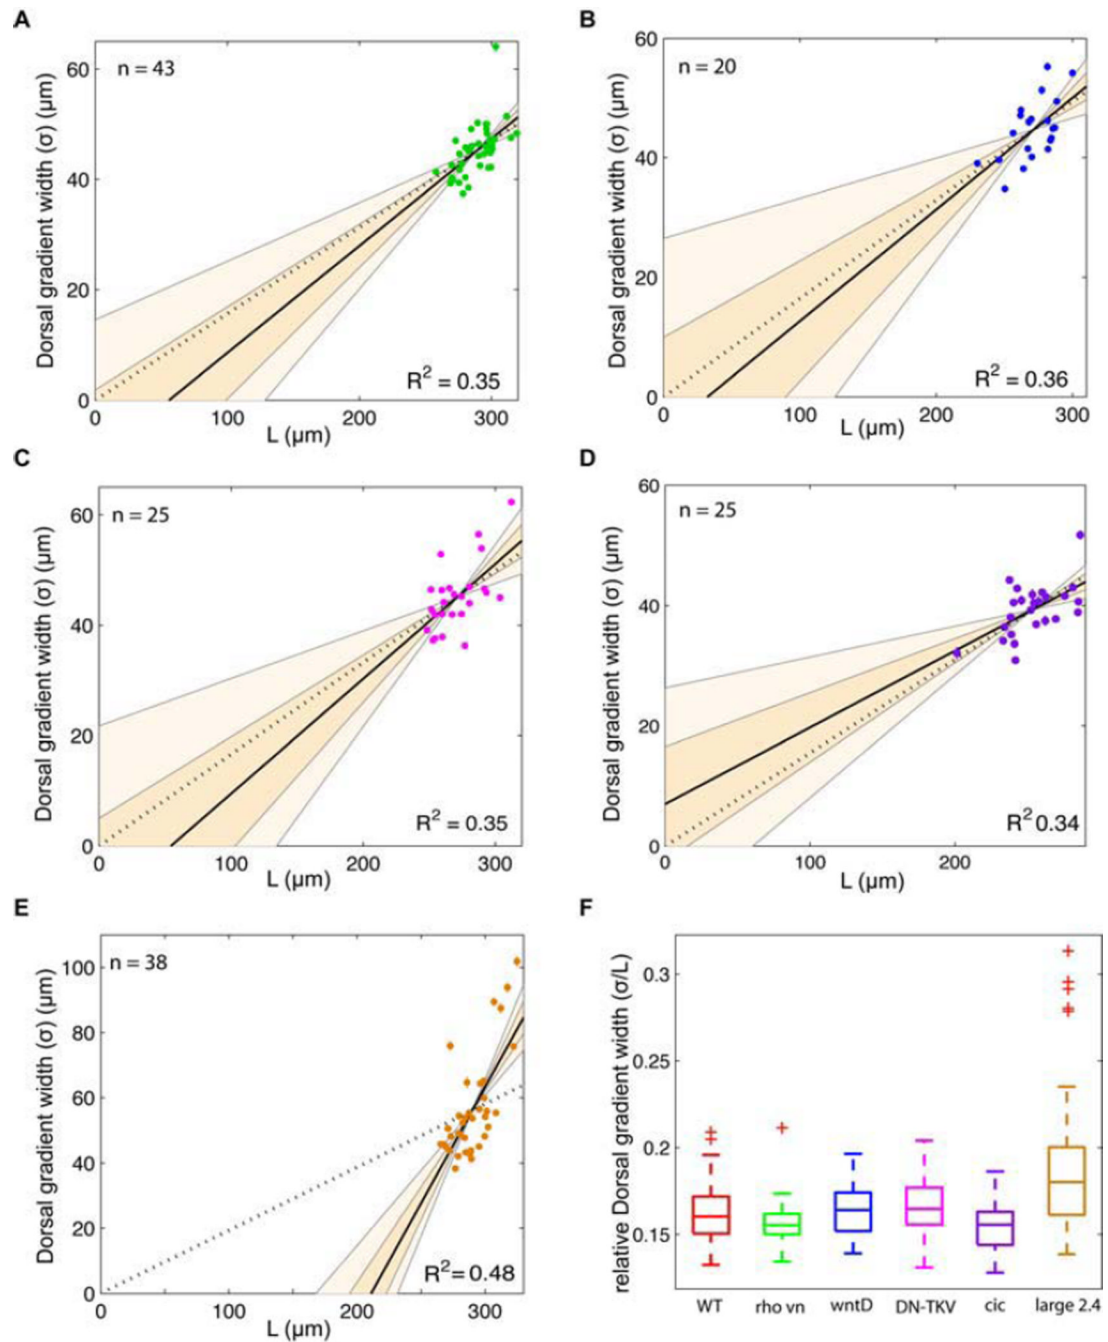 A
Dorsal gradient width (σ) (µm)
60
40
20
0
n = 43
R² = 0.35
0
100
200
300
L (µm)
B
Dorsal gradient width (σ) (µm)
60
50
40
30
20
10
0
n = 20
R² = 0.36
0
100
200
300
L (µm)
C
Dorsal gradient width (σ) (µm)
60
40
20
0
n = 25
R² = 0.35
0
100
200
300
L (µm)
D
Dorsal gradient width (σ) (µm)
60
40
20
0
n = 25
R² 0.34
0
100
200
L (µm)
E
Dorsal gradient width (σ) (µm)
100
80
60
40
20
0
n = 38
R² = 0.48
0
100
200
300
L (µm)
F
relative Dorsal gradient width (σ/L)
0.3
0.25
0.2
0.15
WT
rho vn
wntD
DN-TKV
cic
large 2.4